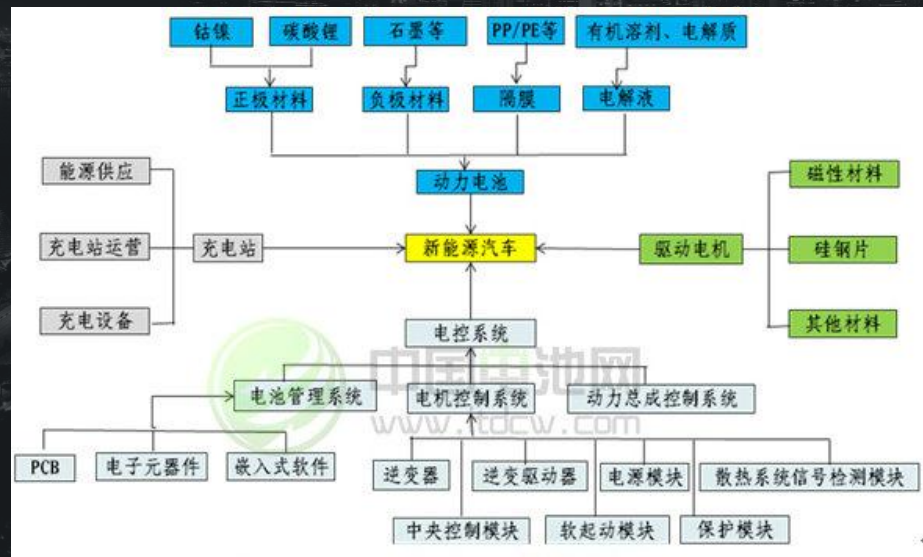 钴镍
碳酸锂
石墨等
PP/PE等
有机溶剂、电解质
正极材料
负极材料
隔膜
电解液
能源供应
动力电池
磁性材料
充电站运营
充电站
新能源汽车
驱动电机
硅钢片
充电设备
电控系统
其他材料
中国电池网
www.itdcw.com
电池管理系统
电机控制系统
动力总成控制系统
PCB
电子元器件
嵌入式软件
逆变器
逆变驱动器
电源模块
散热系统信号检测模块
中央控制模块
软起动模块
保护模块